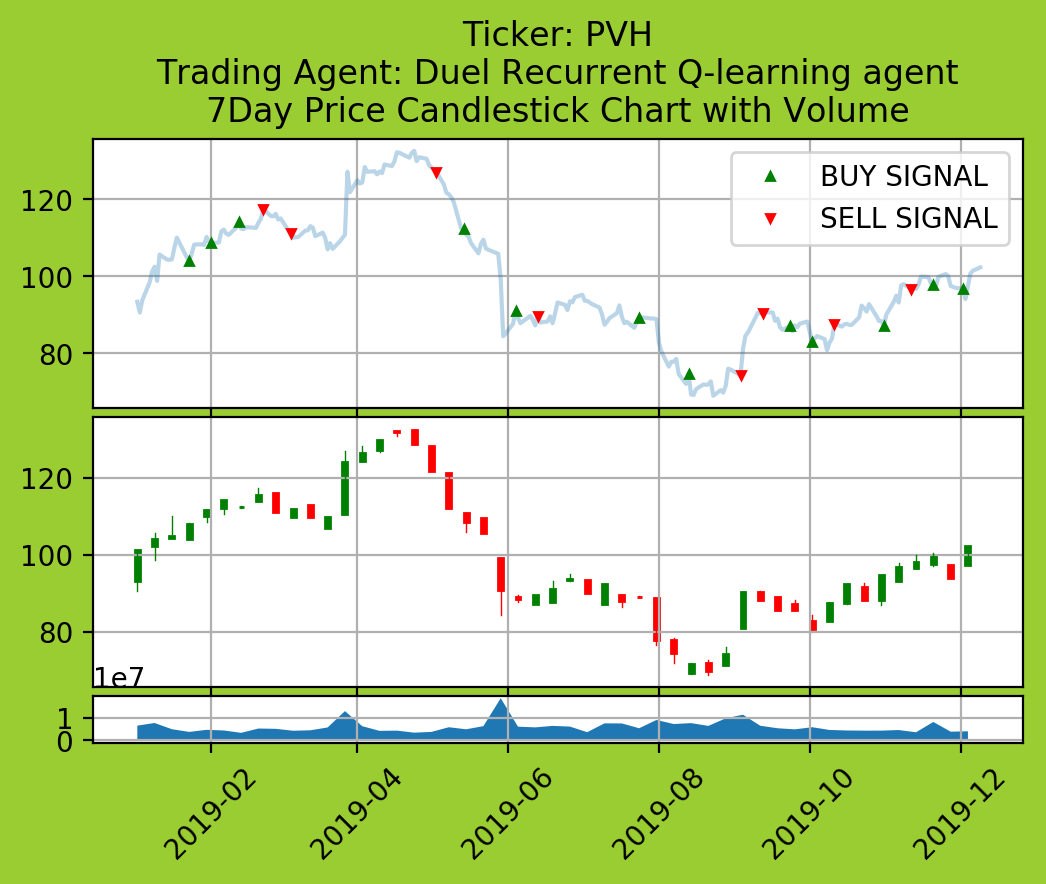 Ticker: PVH
Trading Agent: Duel Recurrent Q-learning agent
7Day Price Candlestick Chart with Volume
BUY SIGNAL
SELL SIGNAL
120
100
80
120
100
80
1e7
1
0
2019-02
2019-04
2019-06
2019-08
2019-10
2019-12